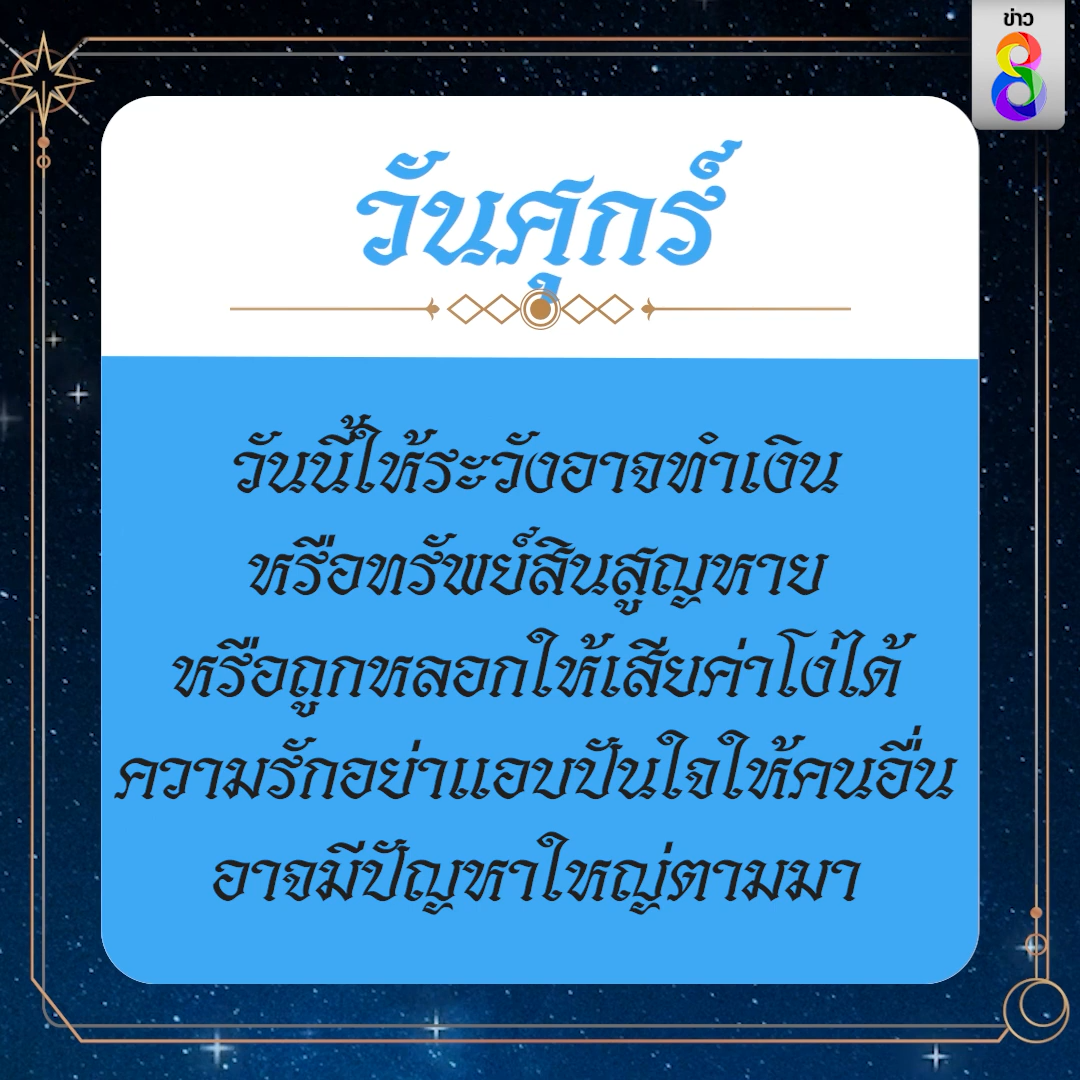 ข่าว
8
วันศุกร์
วันนี้ให้ระวังอาจทำเงิน
หรือทรัพย์สินสูญหาย
หรือถูกหลอกให้เสียค่าโง่ได้
ความรักอย่าแอบปันใจให้คนอื่น
อาจมีปัญหาใหญ่ตามมา